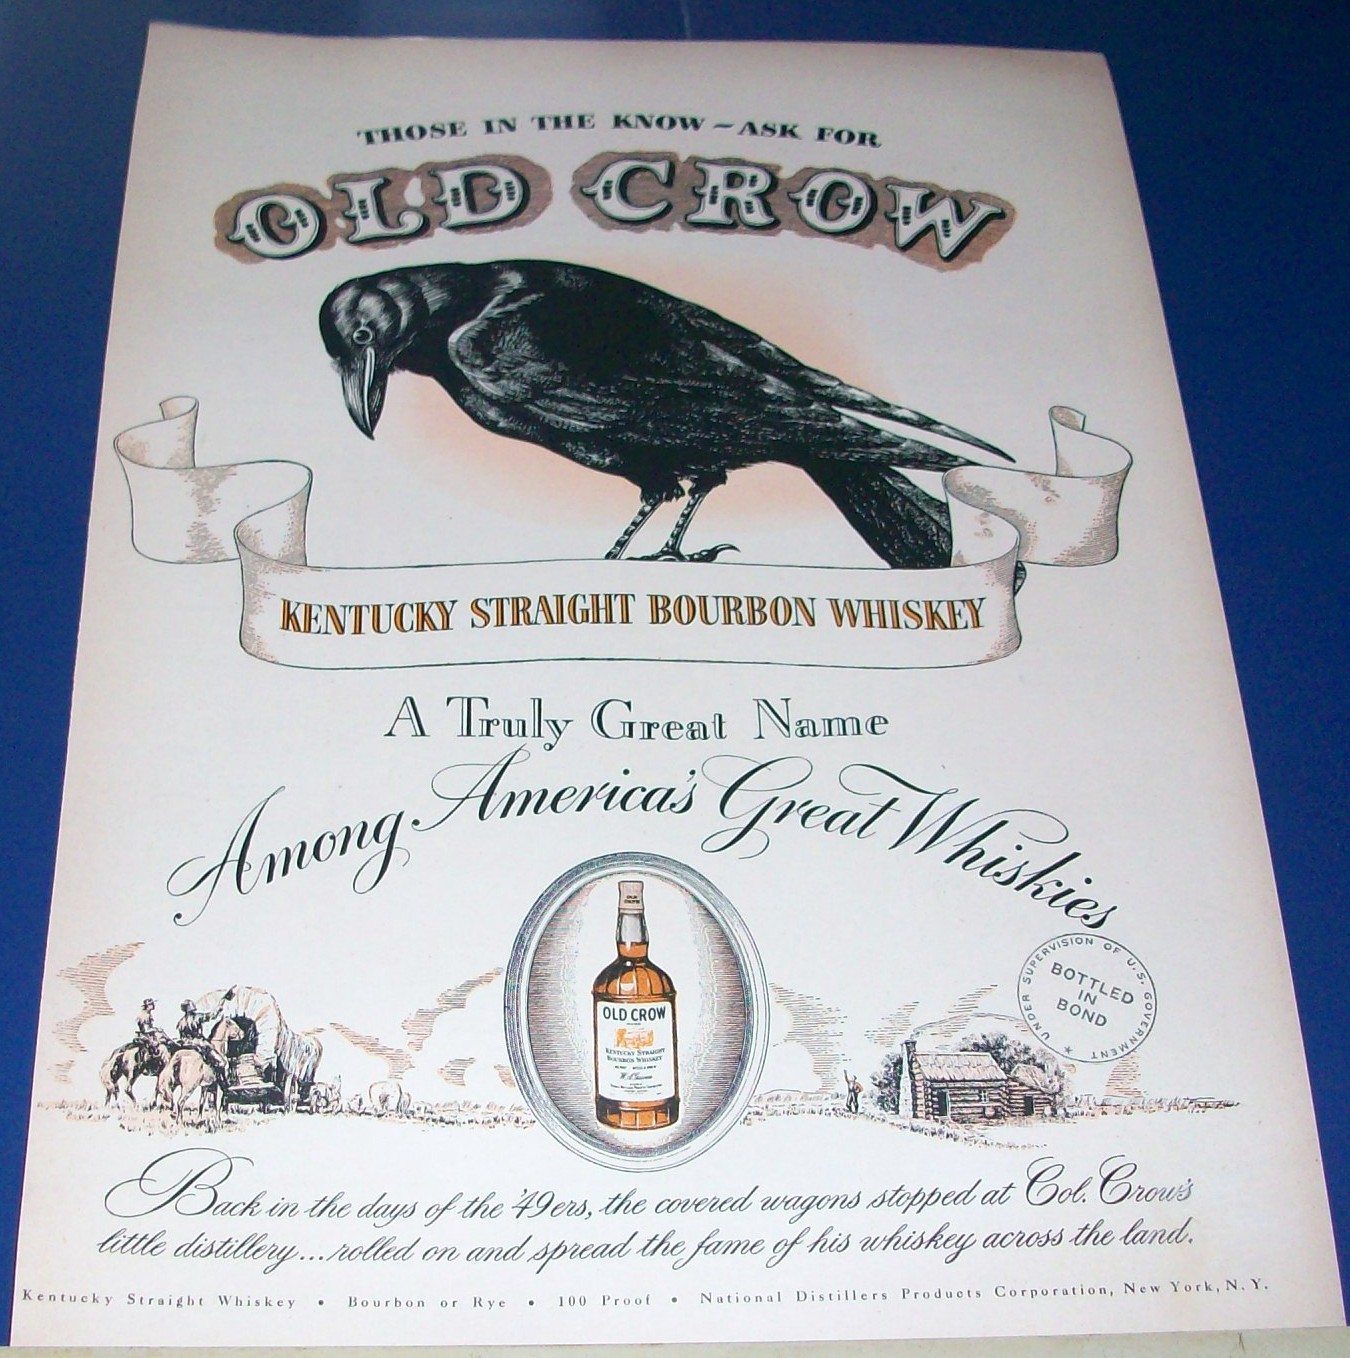 THOSE IN THE KNOW – ASK FOR
OLD CROW
KENTUCKY STRAIGHT BOURBON WHISKEY
A Truly Great Name
Among America's Great Whiskies
UNDER SUPERVISION OF U.S. GOVERNMENT
BOTTLED
IN
BOND
OLD CROW
KENTUCKY STRAIGHT
BOURBON WHISKEY
Back in the days of the '49ers, the covered wagons stopped at Col. Crow's
little distillery...rolled on and spread the fame of his whiskey across the land.
Kentucky Straight Whiskey • Bourbon or Rye • 100 Proof • National Distillers Products Corporation, New York, N. Y.